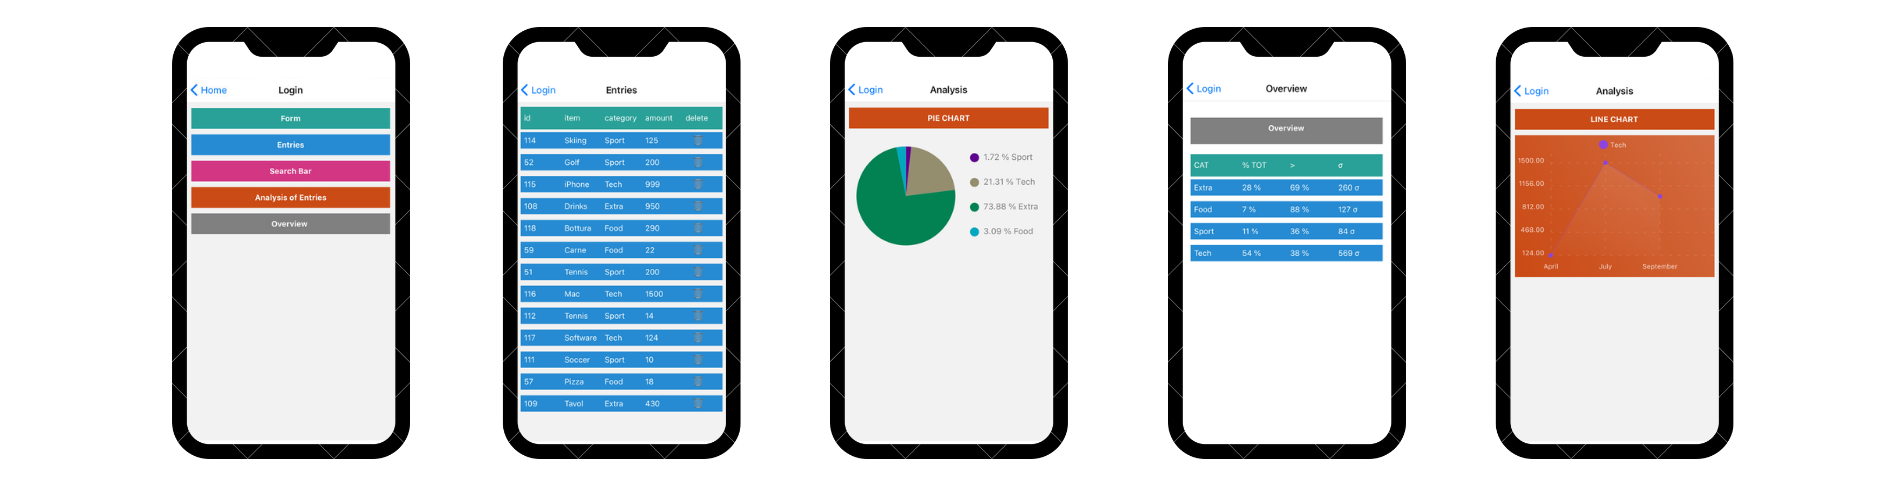 Home Login
Form
Entries
Search Bar
Analysis of Entries
Overview
Login Entries
id item category amount delete
114 Skiing Sport 125
52 Golf Sport 200
115 iPhone Tech 999
108 Drinks Extra 950
118 Bottura Food 290
59 Carne Food 22
51 Tennis Sport 200
116 Mac Tech 1500
112 Tennis Sport 14
117 Software Tech 124
111 Soccer Sport 10
57 Pizza Food 18
109 Tavol Extra 430
Login Analysis
PIE CHART
1.72 % Sport
21.31 % Tech
73.88 % Extra
3.09 % Food
Login Overview
Overview
CAT % TOT > σ
Extra 28 % 69 % 260 σ
Food 7 % 88 % 127 σ
Sport 11 % 36 % 84 σ
Tech 54 % 38 % 569 σ
Login Analysis
LINE CHART
Tech
1500.00
1156.00
812.00
468.00
124.00
April July September